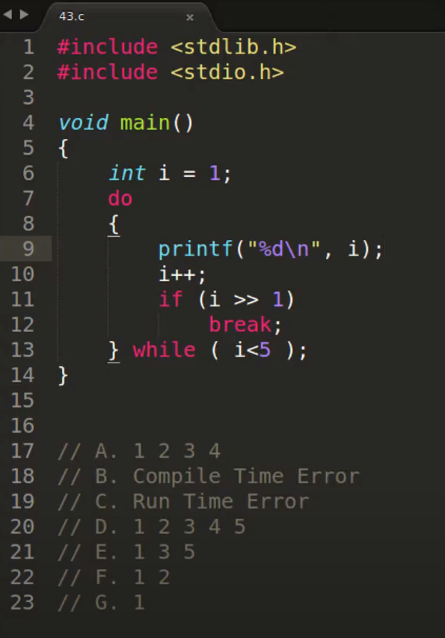 43.c ×
1 #include <stdlib.h>
2 #include <stdio.h>
3
4 void main()
5 {
6     int i = 1;
7     do
8     {
9         printf("%d\n", i);
10         i++;
11         if (i >> 1)
12             break;
13     } while ( i<5 );
14 }
15
16
17 // A. 1 2 3 4
18 // B. Compile Time Error
19 // C. Run Time Error
20 // D. 1 2 3 4 5
21 // E. 1 3 5
22 // F. 1 2
23 // G. 1